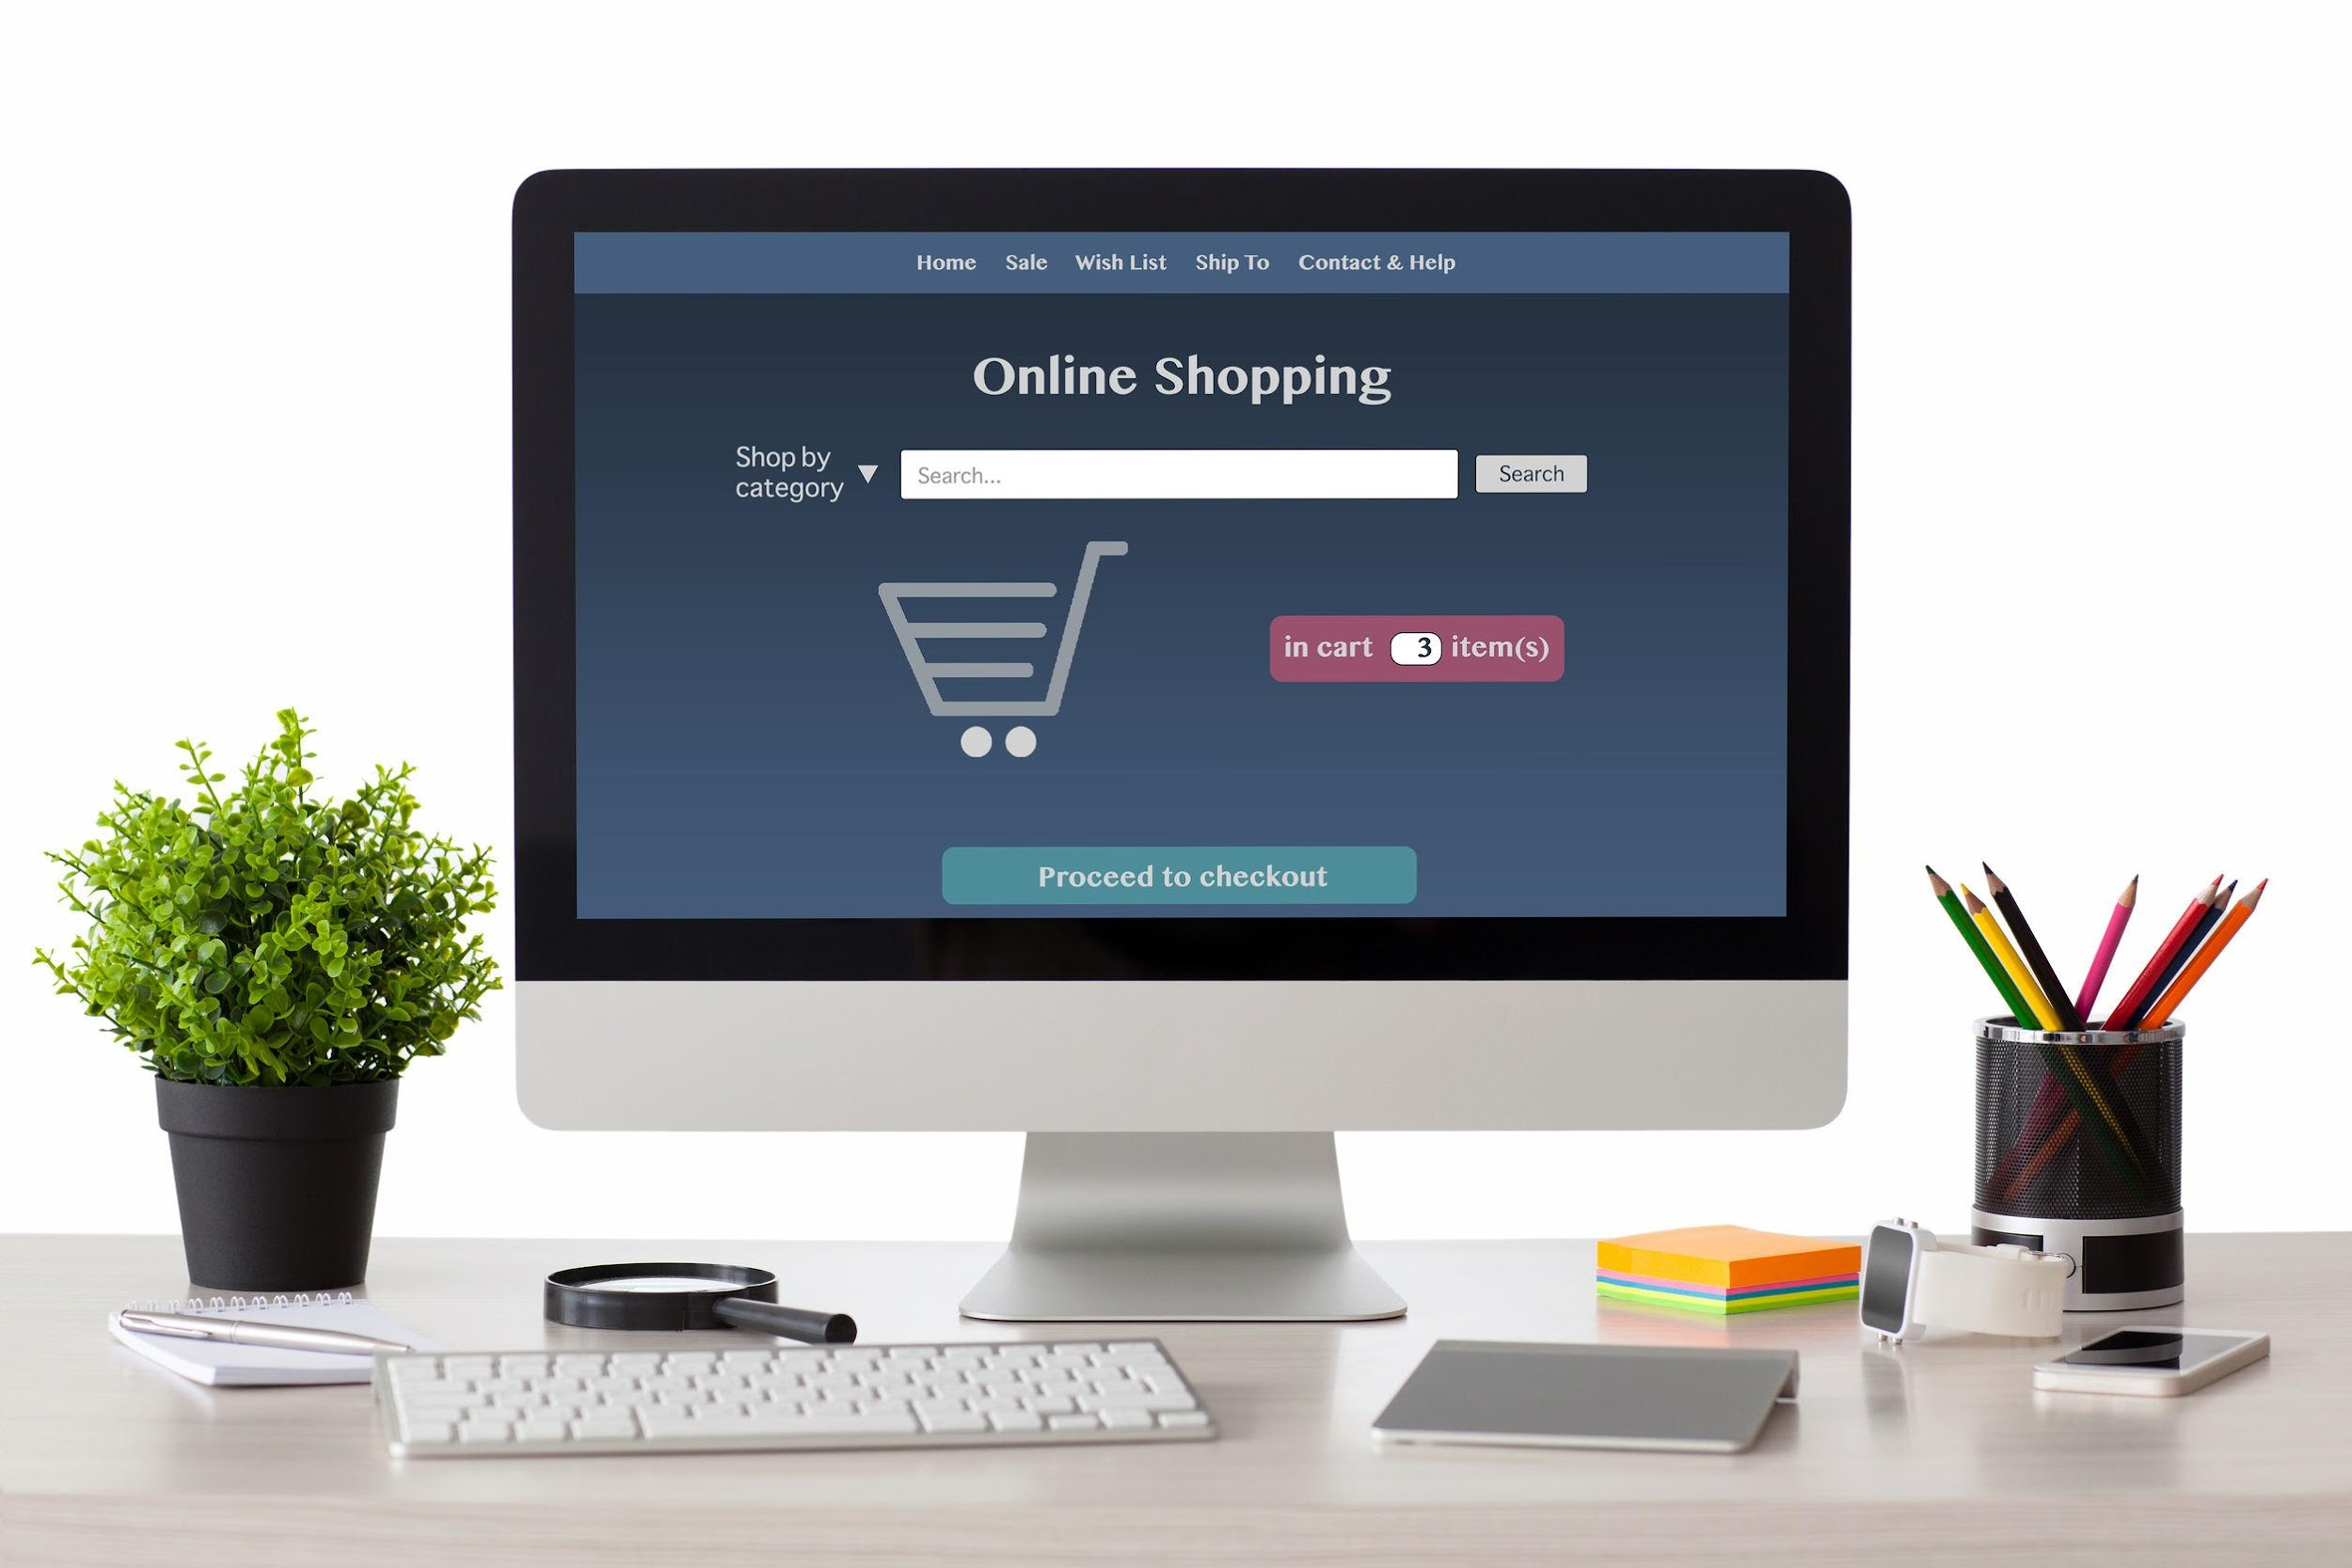 Home Sale Wish List Ship To Contact & Help
Online Shopping
Shop by
category
Search...
Search
in cart 3 item(s)
Proceed to checkout